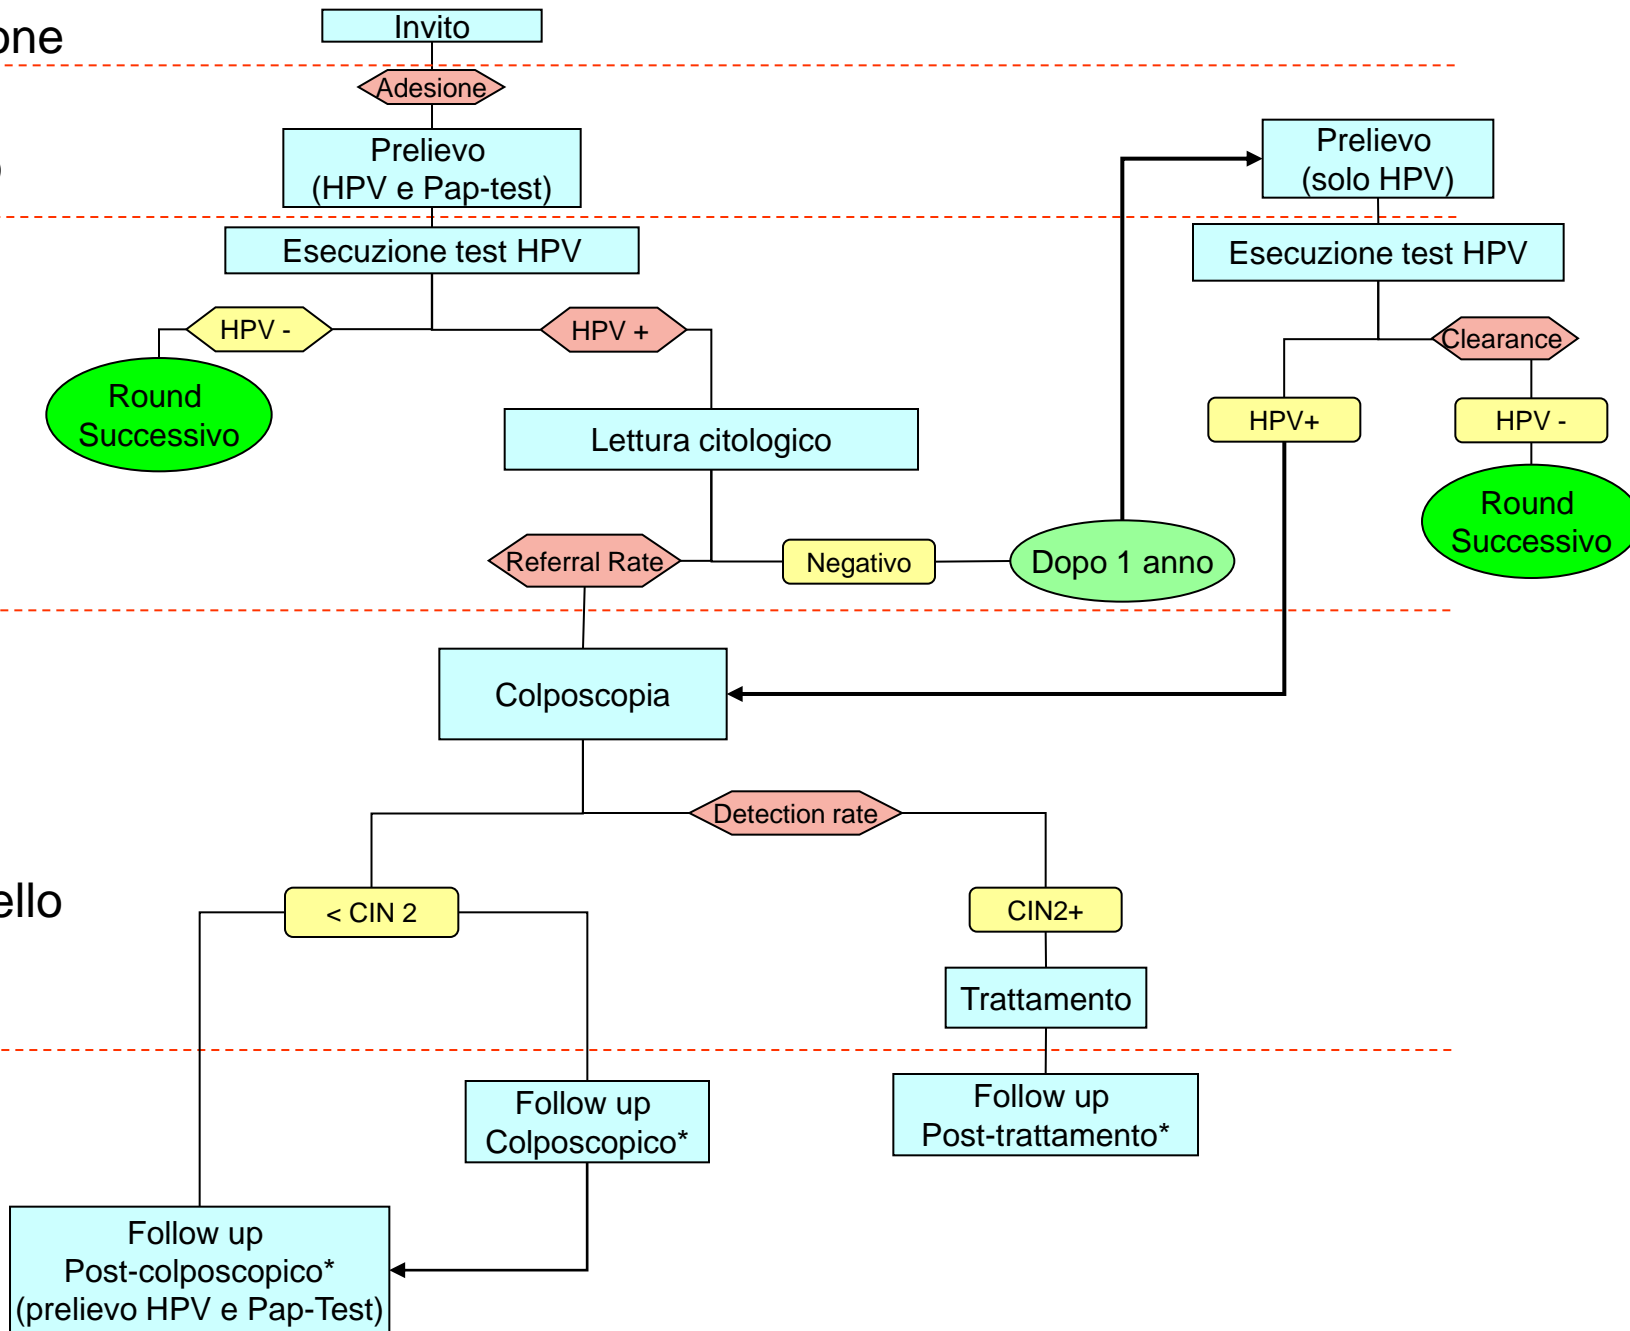 Invito
one
Adesione
Prelievo
(HPV e Pap-test)
Prelievo
(solo HPV)
Esecuzione test HPV
Esecuzione test HPV
HPV -
HPV +
Clearance
Round
Successivo
HPV+
HPV -
Lettura citologico
Round
Successivo
Referral Rate
Negativo
Dopo 1 anno
Colposcopia
Detection rate
ello
< CIN 2
CIN2+
Trattamento
Follow up
Colposcopico*
Follow up
Post-trattamento*
Follow up
Post-colposcopico*
(prelievo HPV e Pap-Test)